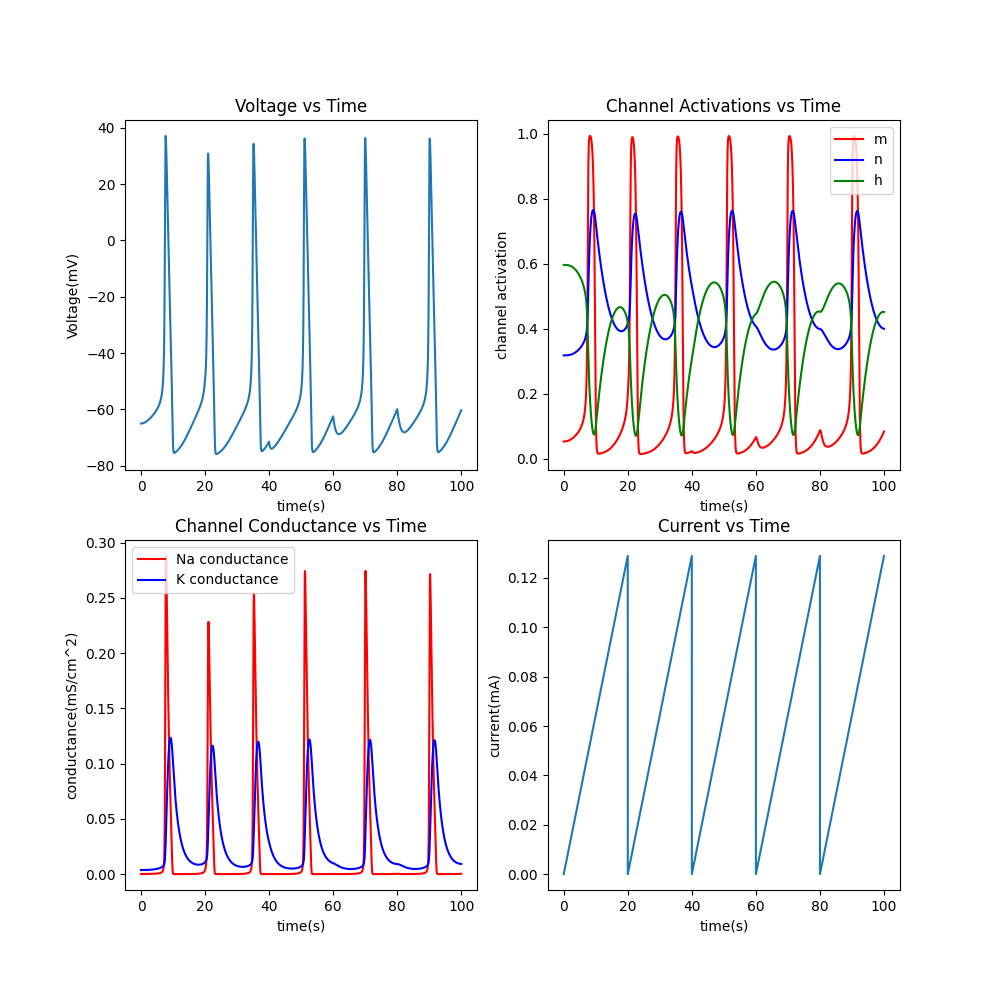 Voltage vs Time
40
20
0
−20
−40
−60
−80
Voltage(mV)
0 20 40 60 80 100
time(s)
Channel Activations vs Time
1.0
0.8
0.6
0.4
0.2
0.0
channel activation
m
n
h
0 20 40 60 80 100
time(s)
Channel Conductance vs Time
0.30
0.25
0.20
0.15
0.10
0.05
0.00
conductance(mS/cm^2)
Na conductance
K conductance
0 20 40 60 80 100
time(s)
Current vs Time
0.12
0.10
0.08
0.06
0.04
0.02
0.00
current(mA)
0 20 40 60 80 100
time(s)